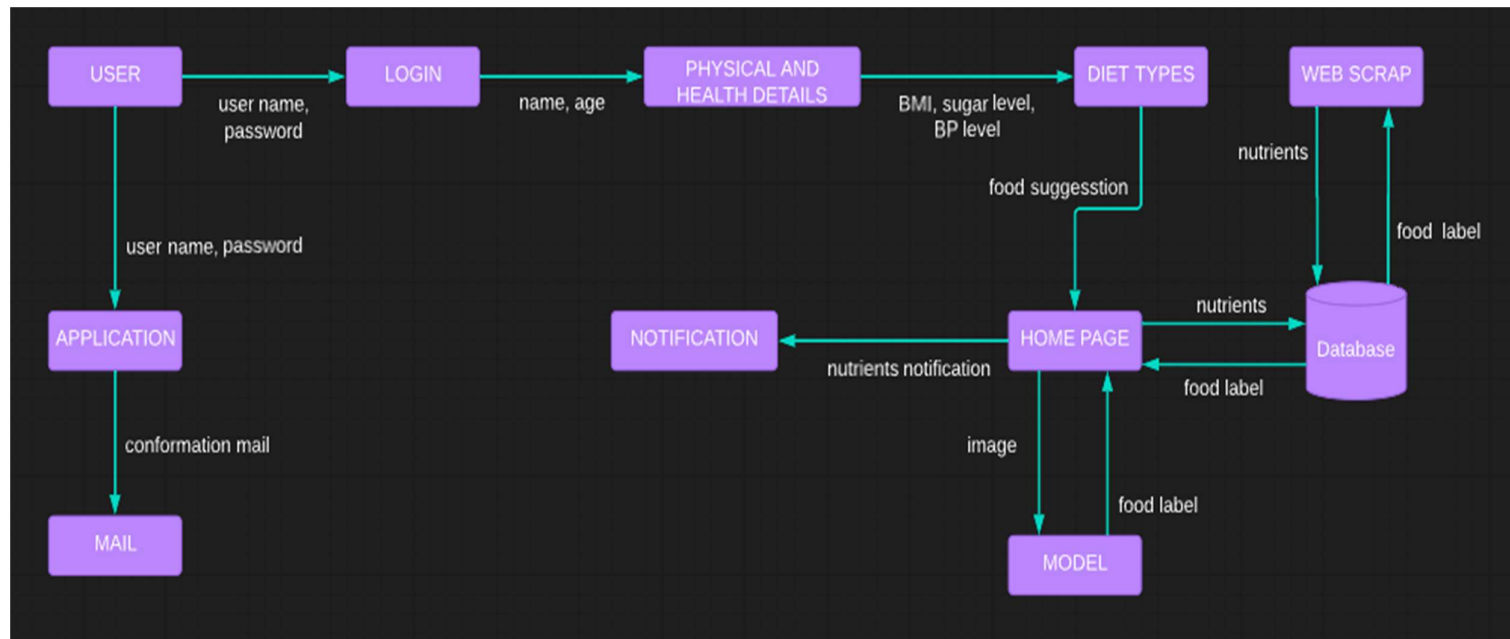 USER
LOGIN
PHYSICAL AND
HEALTH DETAILS
DIET TYPES
WEB SCRAP
user name,
password
name, age
BMI, sugar level,
BP level
nutrients
food suggesstion
food label
user name, password
APPLICATION
NOTIFICATION
HOME PAGE
nutrients
Database
nutrients notification
food label
conformation mail
image
food label
MAIL
MODEL